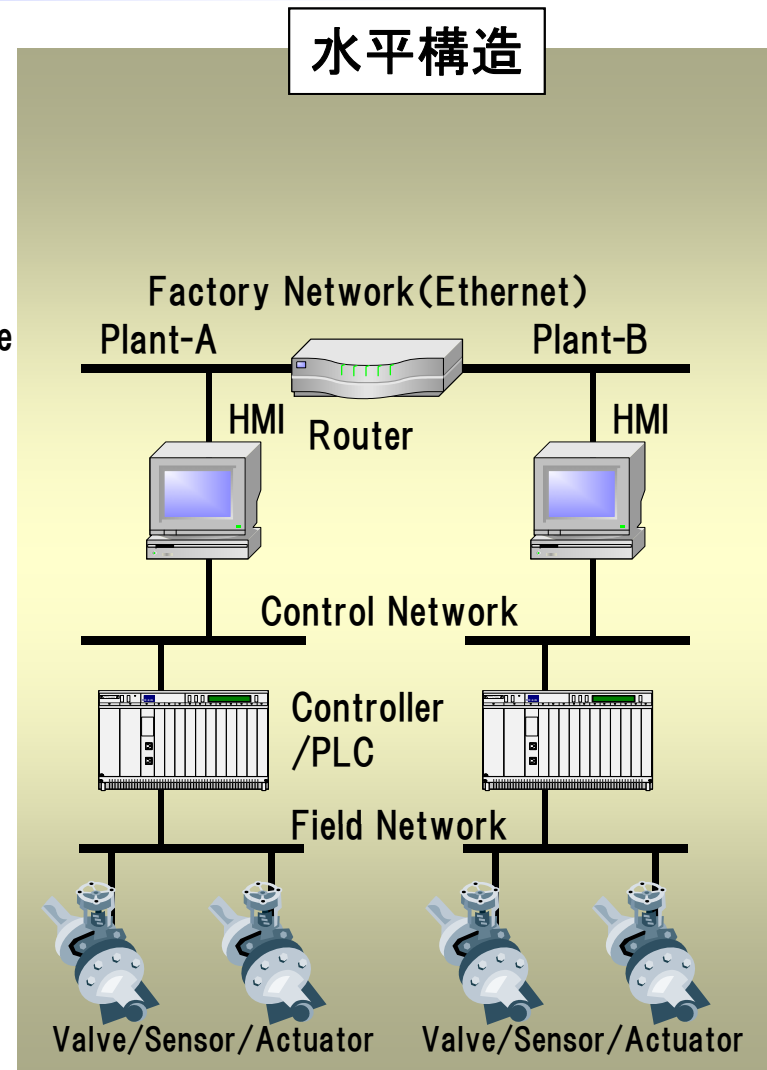 水平構造
Factory Network(Ethernet)
e
Plant-A
Plant-B
HMI
Router
HMI
Control Network
Controller
/PLC
Field Network
Valve/Sensor/Actuator
Valve/Sensor/Actuator